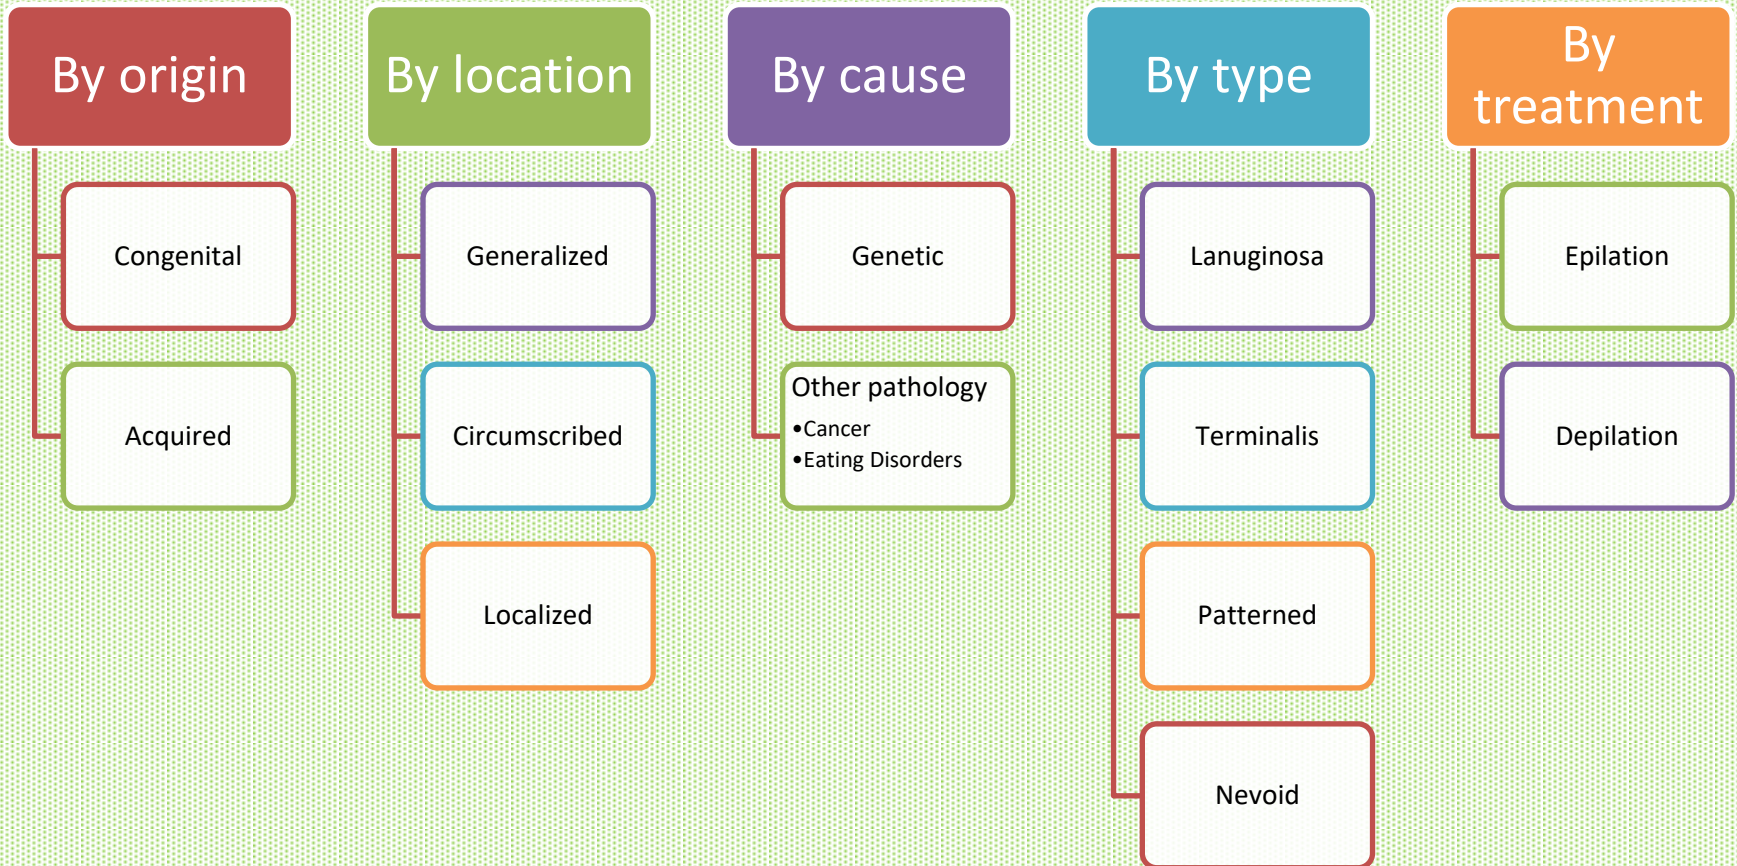 By origin
Congenital
Acquired
By location
Generalized
Circumscribed
Localized
By cause
Genetic
Other pathology
•Cancer
•Eating Disorders
By type
Lanuginosa
Terminalis
Patterned
Nevoid
By
treatment
Epilation
Depilation